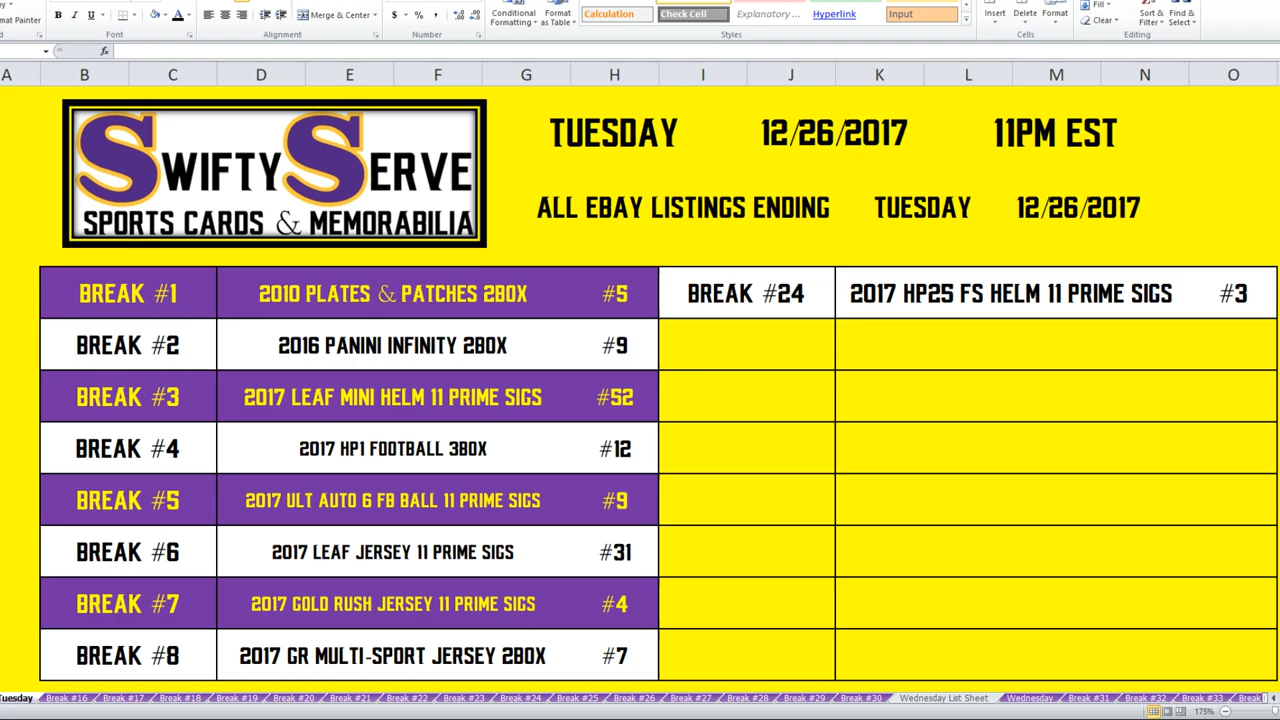 Calculation Check Cell Explanatory ... Hyperlink Input
Format Painter B I U A Merge & Center $ % , Conditional Formatting Format as Table Insert Delete Format Fill Clear Sort & Filter Find & Select
Font Alignment Number Styles Cells Editing
fx
A B C D E F G H I J K L M N O
SWIFTY SERVE
SPORTS CARDS & MEMORABILIA
TUESDAY 12/26/2017 11PM EST
ALL EBAY LISTINGS ENDING TUESDAY 12/26/2017
BREAK #1 2010 PLATES & PATCHES 2BOX #5 BREAK #24 2017 HP25 FS HELM 11 PRIME SIGS #3
BREAK #2 2016 PANINI INFINITY 2BOX #9
BREAK #3 2017 LEAF MINI HELM 11 PRIME SIGS #52
BREAK #4 2017 HP1 FOOTBALL 3BOX #12
BREAK #5 2017 ULT AUTO 6 FB BALL 11 PRIME SIGS #9
BREAK #6 2017 LEAF JERSEY 11 PRIME SIGS #31
BREAK #7 2017 GOLD RUSH JERSEY 11 PRIME SIGS #4
BREAK #8 2017 GR MULTI-SPORT JERSEY 2BOX #7
Tuesday Break #16 Break #17 Break #18 Break #19 Break #20 Break #21 Break #22 Break #23 Break #24 Break #25 Break #26 Break #27 Break #28 Break #29 Break #30 Wednesday List Sheet Wednesday Break #31 Break #32 Break #33 Break
175%